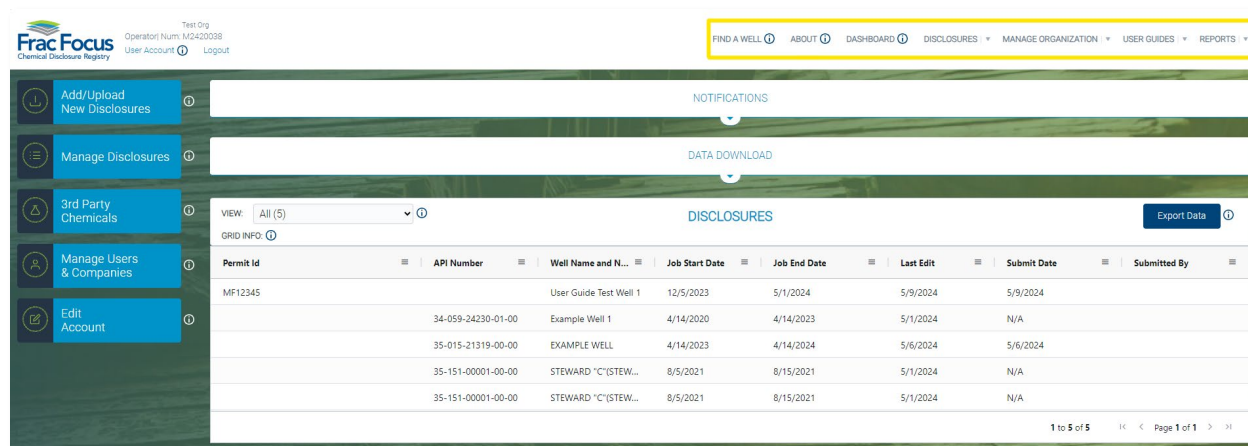 Test Org
Frac Focus
Chemical Disclosure Registry
Operator| Num: M2420038
User Account Logout
FIND A WELL ABOUT DASHBOARD DISCLOSURES | MANAGE ORGANIZATION | USER GUIDES | REPORTS |
Add/Upload
New Disclosures
Manage Disclosures
3rd Party
Chemicals
Manage Users
& Companies
Edit
Account
NOTIFICATIONS
DATA DOWNLOAD
VIEW: All (5) DISCLOSURES Export Data
GRID INFO:
Permit Id API Number Well Name and N... Job Start Date Job End Date Last Edit Submit Date Submitted By
MF12345 User Guide Test Well 1 12/5/2023 5/1/2024 5/9/2024 5/9/2024
34-059-24230-01-00 Example Well 1 4/14/2020 4/14/2023 5/1/2024 N/A
35-015-21319-00-00 EXAMPLE WELL 4/14/2023 4/14/2024 5/6/2024 5/6/2024
35-151-00001-00-00 STEWARD "C"(STEW... 8/5/2021 8/15/2021 5/1/2024 N/A
35-151-00001-00-00 STEWARD "C"(STEW... 8/5/2021 8/15/2021 5/1/2024 N/A
1 to 5 of 5 Page 1 of 1